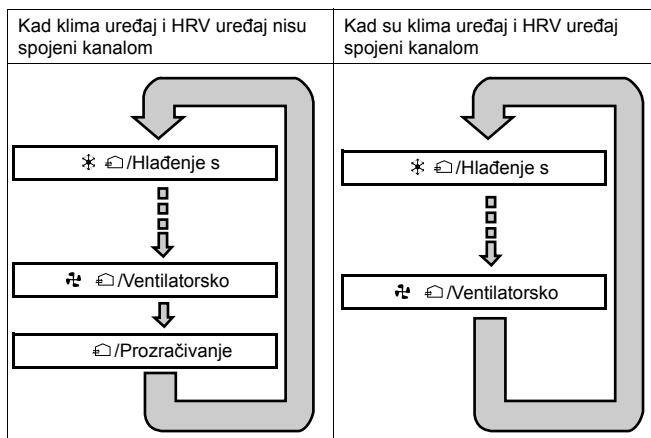 Kad klima uređaj i HRV uređaj nisu
spojeni kanalom
/Hlađenje s
/Ventilatorsko
/Prozračivanje
Kad su klima uređaj i HRV uređaj
spojeni kanalom
/Hlađenje s
/Ventilatorsko